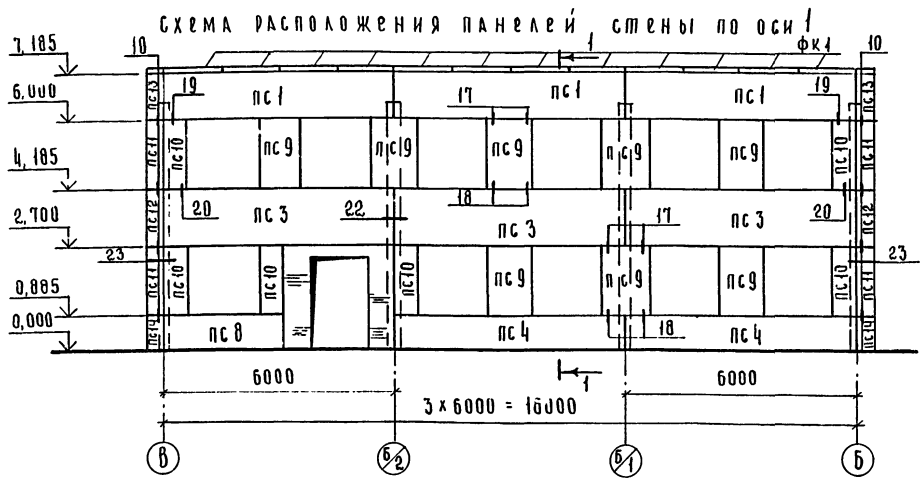 СХЕМА РАСПОЛОЖЕНИЯ ПАНЕЛЕЙ СТЕНЫ ПО ОСИ 1
7,185 10 1 ФК1 10
ПС13 19 ПС1 17 ПС1 ПС1 19 ПС13
6,000
ПС11 ПС10 ПС9 ПС9 ПС9 ПС9 ПС9 ПС10 ПС11
4,185
20 18 20
ПС12 ПС3 22 ПС3 17 ПС3 ПС12
2,700
23 23
ПС11 ПС10 ПС10 ПС10 ПС9 ПС9 ПС9 ПС10 ПС11
0,885
ПС14 ПС8 ПС4 18 ПС4 ПС14
0,000
1
6000 6000
3 × 6000 = 18000
В Б/2 Б/1 Б